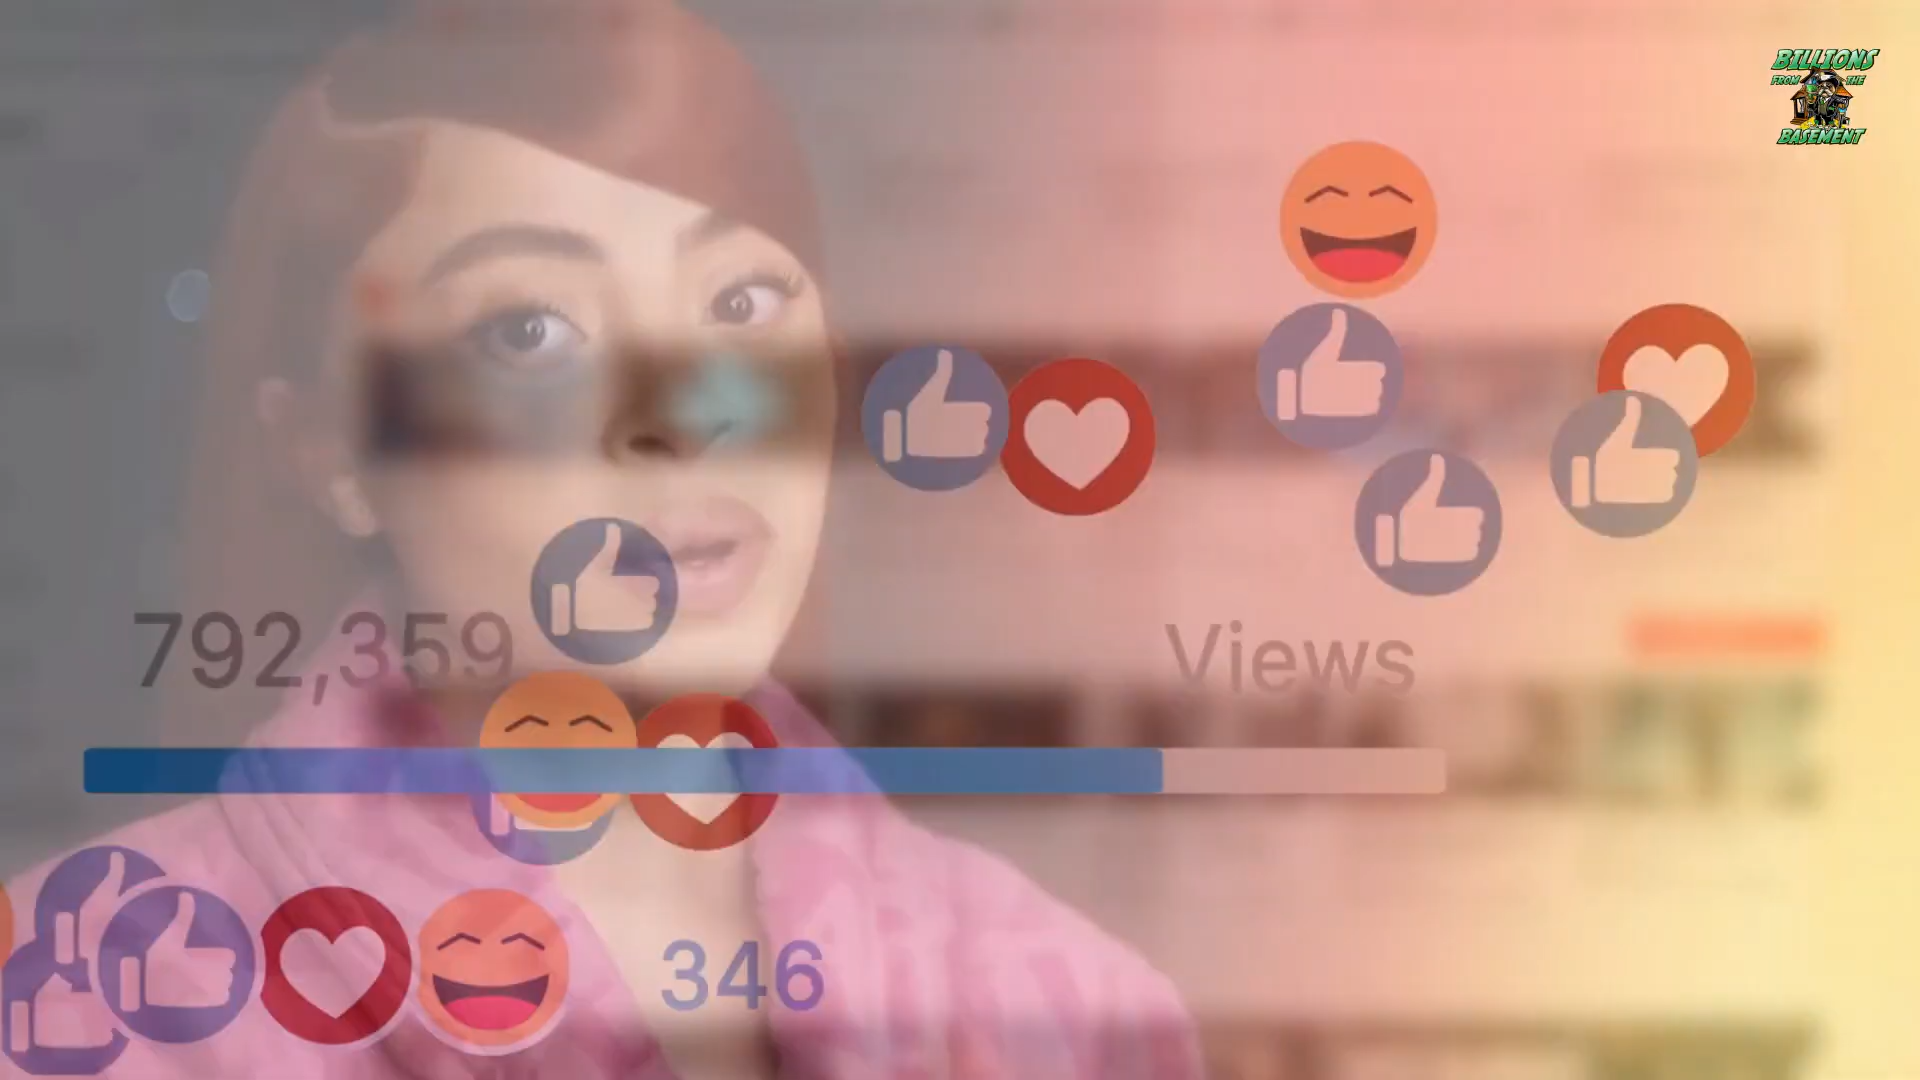 BILLIONS
FROM THE
BASEMENT
792,359
Views
346